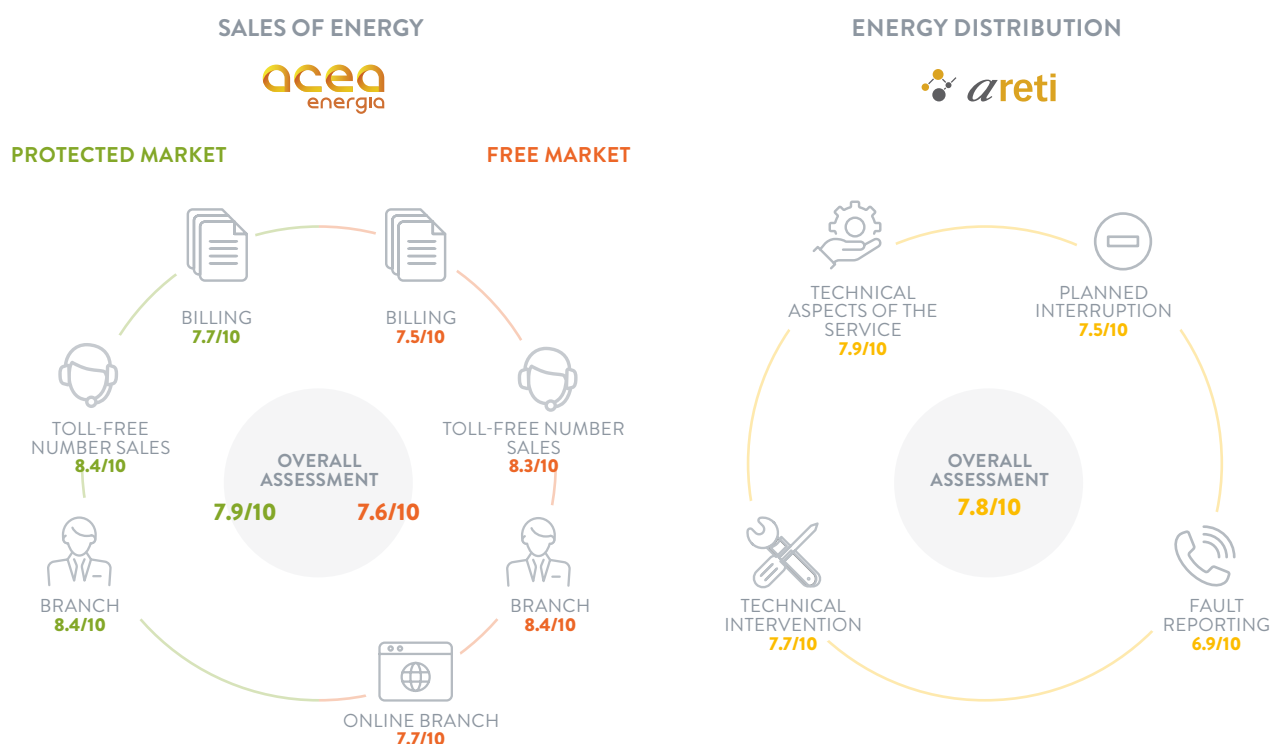 SALES OF ENERGY
acea
energia
PROTECTED MARKET
FREE MARKET
BILLING
7.7/10
BILLING
7.5/10
TOLL-FREE
NUMBER SALES
8.4/10
TOLL-FREE NUMBER
SALES
8.3/10
OVERALL
ASSESSMENT
7.9/10
7.6/10
BRANCH
8.4/10
BRANCH
8.4/10
ONLINE BRANCH
7.7/10
ENERGY DISTRIBUTION
areti
TECHNICAL
ASPECTS OF THE
SERVICE
7.9/10
PLANNED
INTERRUPTION
7.5/10
OVERALL
ASSESSMENT
7.8/10
TECHNICAL
INTERVENTION
7.7/10
FAULT
REPORTING
6.9/10